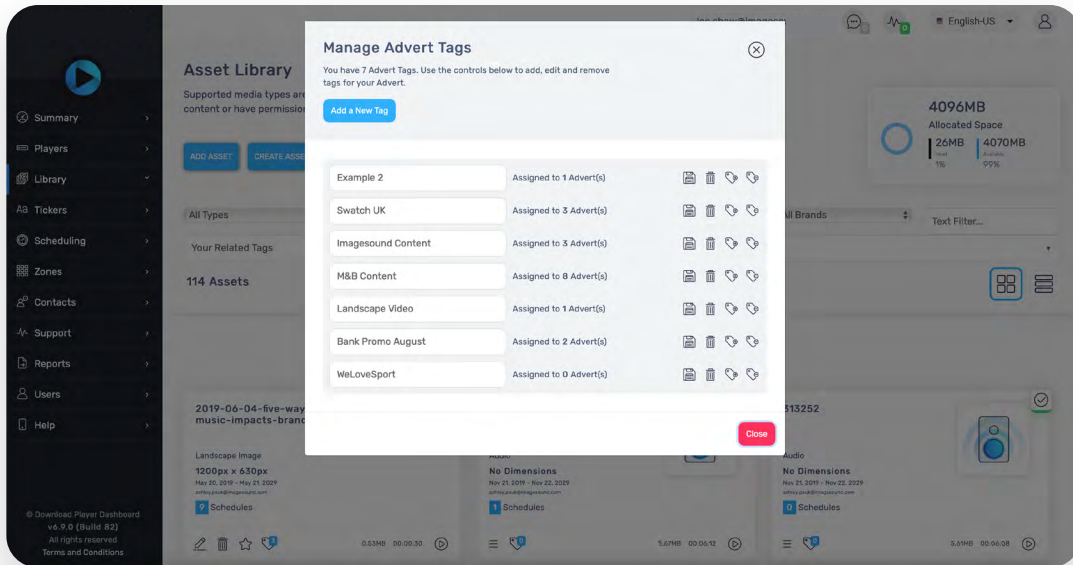 English-US
Asset Library
Supported media types are
content or have permission
ADD ASSET
CREATE ASSE
4096MB
Allocated Space
26MB
Used
1%
4070MB
Available
99%
Summary
Players
Library
Tickers
Scheduling
Zones
Contacts
Support
Reports
Users
Help
All Types
All Brands
Text Filter...
Your Related Tags
114 Assets
Manage Advert Tags
You have 7 Advert Tags. Use the controls below to add, edit and remove
tags for your Advert.
Add a New Tag
Example 2 Assigned to 1 Advert(s)
Swatch UK Assigned to 3 Advert(s)
Imagesound Content Assigned to 3 Advert(s)
M&B Content Assigned to 8 Advert(s)
Landscape Video Assigned to 1 Advert(s)
Bank Promo August Assigned to 2 Advert(s)
WeLoveSport Assigned to 0 Advert(s)
Close
2019-06-04-five-way
music-impacts-branc
Landscape Image
1200px x 630px
May 20, 2019 - May 21, 2029
9 Schedules
0.53MB 00:00:30
Audio
No Dimensions
Nov 21, 2019 - Nov 22, 2029
1 Schedules
0
5.67MB 00:06:12
313252
Audio
No Dimensions
Nov 21, 2019 - Nov 22, 2029
0 Schedules
0
5.61MB 00:06:08
© Download Player Dashboard
v6.9.0 (Build 82)
All rights reserved
Terms and Conditions